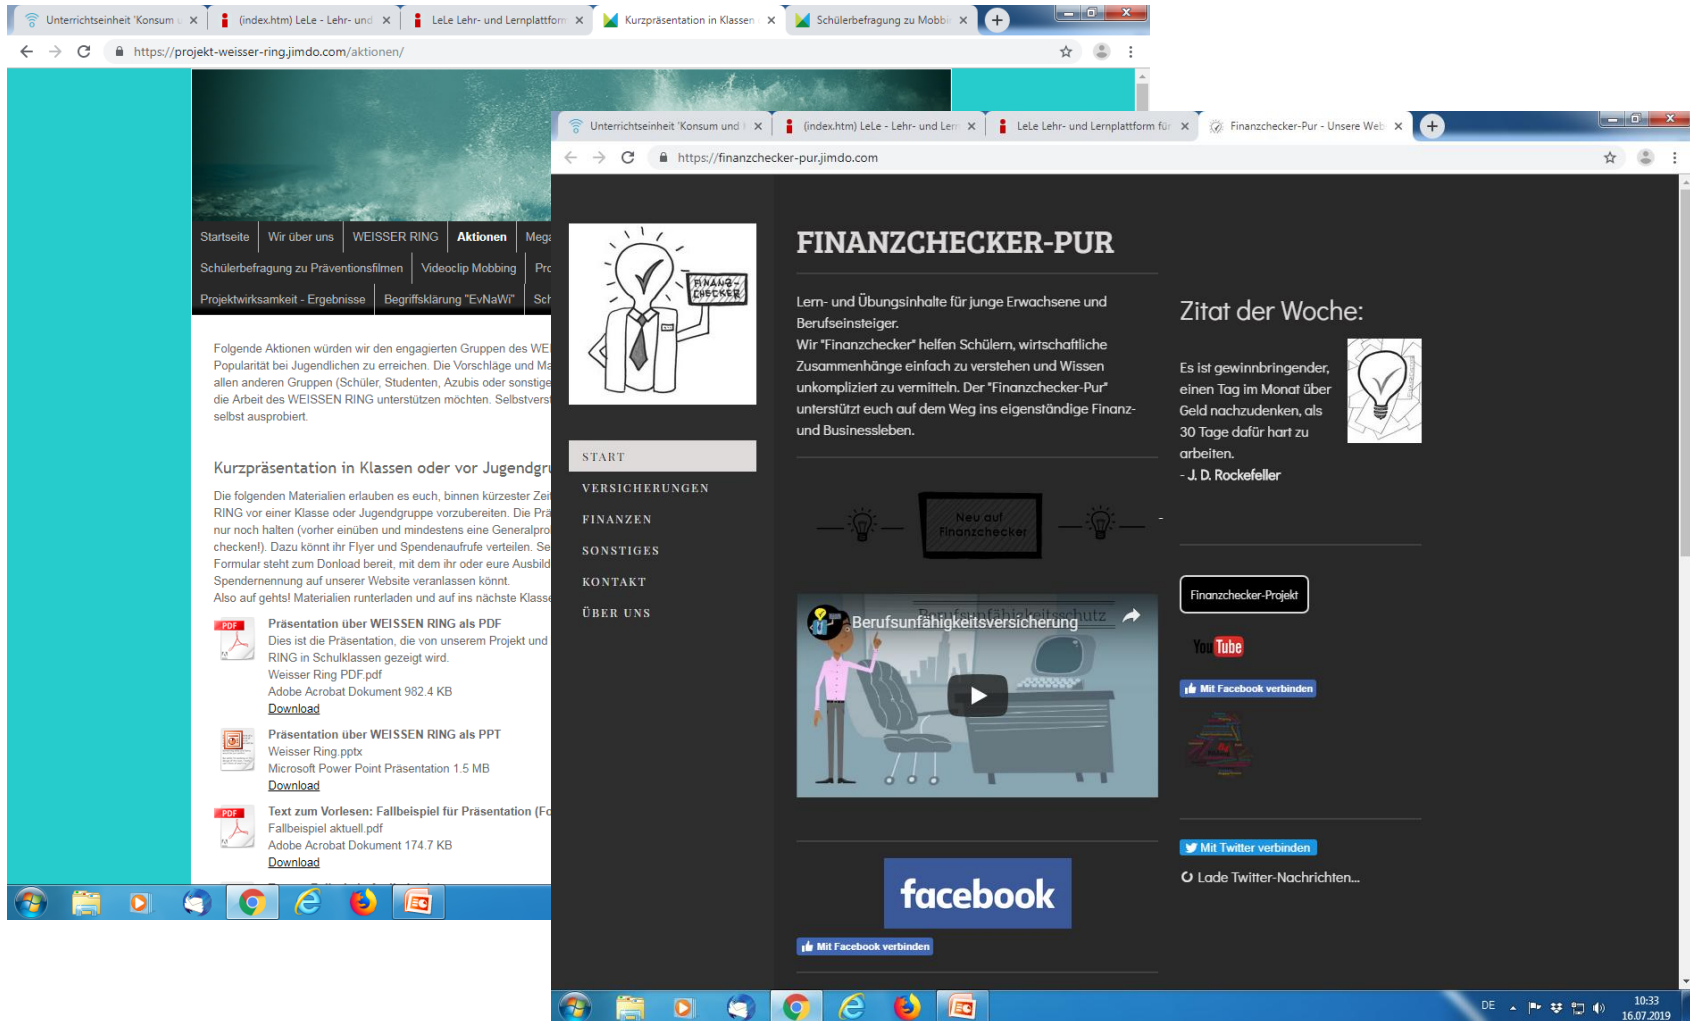 Unterrichtseinheit 'Konsum u
(index.htm) LeLe - Lehr- und
LeLe Lehr- und Lernplattform
Kurzpräsentation in Klassen
Schülerbefragung zu Mobbi
https://projekt-weisser-ring.jimdo.com/aktionen/
Startseite
Wir über uns
WEISSER RING
Aktionen
Mega
Schülerbefragung zu Präventionsfilmen
Videoclip Mobbing
Pro
Projektwirksamkeit - Ergebnisse
Begriffsklärung "EvNaWi"
Sch
Folgende Aktionen würden wir den engagierten Gruppen des WEI
Popularität bei Jugendlichen zu erreichen. Die Vorschläge und Ma
allen anderen Gruppen (Schüler, Studenten, Azubis oder sonstige
die Arbeit des WEISSEN RING unterstützen möchten. Selbstverst
selbst ausprobiert.
Kurzpräsentation in Klassen oder vor Jugendgru
Die folgenden Materialien erlauben es euch, binnen kürzester Zeit
RING vor einer Klasse oder Jugendgruppe vorzubereiten. Die Prä
nur noch halten (vorher einüben und mindestens eine Generalprol
checken!). Dazu könnt ihr Flyer und Spendenaufrufe verteilen. Se
Formular steht zum Donload bereit, mit dem ihr oder eure Ausbild
Spendernennung auf unserer Website veranlassen könnt.
Also auf gehts! Materialien runterladen und auf ins nächste Klasse
PDF
Präsentation über WEISSEN RING als PDF
Dies ist die Präsentation, die von unserem Projekt und
RING in Schulklassen gezeigt wird.
Weisser Ring PDF.pdf
Adobe Acrobat Dokument 982.4 KB
Download
Präsentation über WEISSEN RING als PPT
Weisser Ring.pptx
Microsoft Power Point Präsentation 1.5 MB
Download
PDF
Text zum Vorlesen: Fallbeispiel für Präsentation (Fo
Fallbeispiel aktuell.pdf
Adobe Acrobat Dokument 174.7 KB
Download
Unterrichtseinheit 'Konsum und
(index.htm) LeLe - Lehr- und Lern
LeLe Lehr- und Lernplattform für
Finanzchecker-Pur - Unsere Web
https://finanzchecker-pur.jimdo.com
FINANZ-
CHECKER
START
VERSICHERUNGEN
FINANZEN
SONSTIGES
KONTAKT
ÜBER UNS
FINANZCHECKER-PUR
Lern- und Übungsinhalte für junge Erwachsene und
Berufseinsteiger.
Wir "Finanzchecker" helfen Schülern, wirtschaftliche
Zusammenhänge einfach zu verstehen und Wissen
unkompliziert zu vermitteln. Der "Finanzchecker-Pur"
unterstützt euch auf dem Weg ins eigenständige Finanz-
und Businessleben.
Neu auf
Finanzchecker
-
Berufsunfähigkeitsschutz
Berufsunfähigkeitsversicherung
facebook
Mit Facebook verbinden
Zitat der Woche:
Es ist gewinnbringender,
einen Tag im Monat über
Geld nachzudenken, als
30 Tage dafür hart zu
arbeiten.
- J. D. Rockefeller
Finanzchecker-Projekt
YouTube
Mit Facebook verbinden
Mit Twitter verbinden
Lade Twitter-Nachrichten...
DE
10:33
16.07.2019